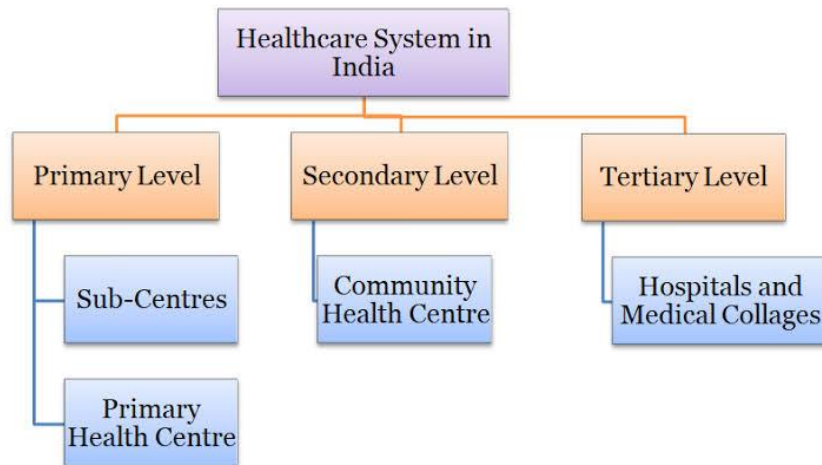 Healthcare System in
India
Primary Level
Secondary Level
Tertiary Level
Sub-Centres
Community
Health Centre
Hospitals and
Medical Collages
Primary
Health Centre